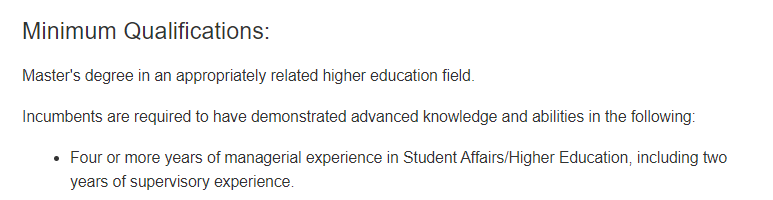 Minimum Qualifications:
Master's degree in an appropriately related higher education field.
Incumbents are required to have demonstrated advanced knowledge and abilities in the following:
• Four or more years of managerial experience in Student Affairs/Higher Education, including two
years of supervisory experience.